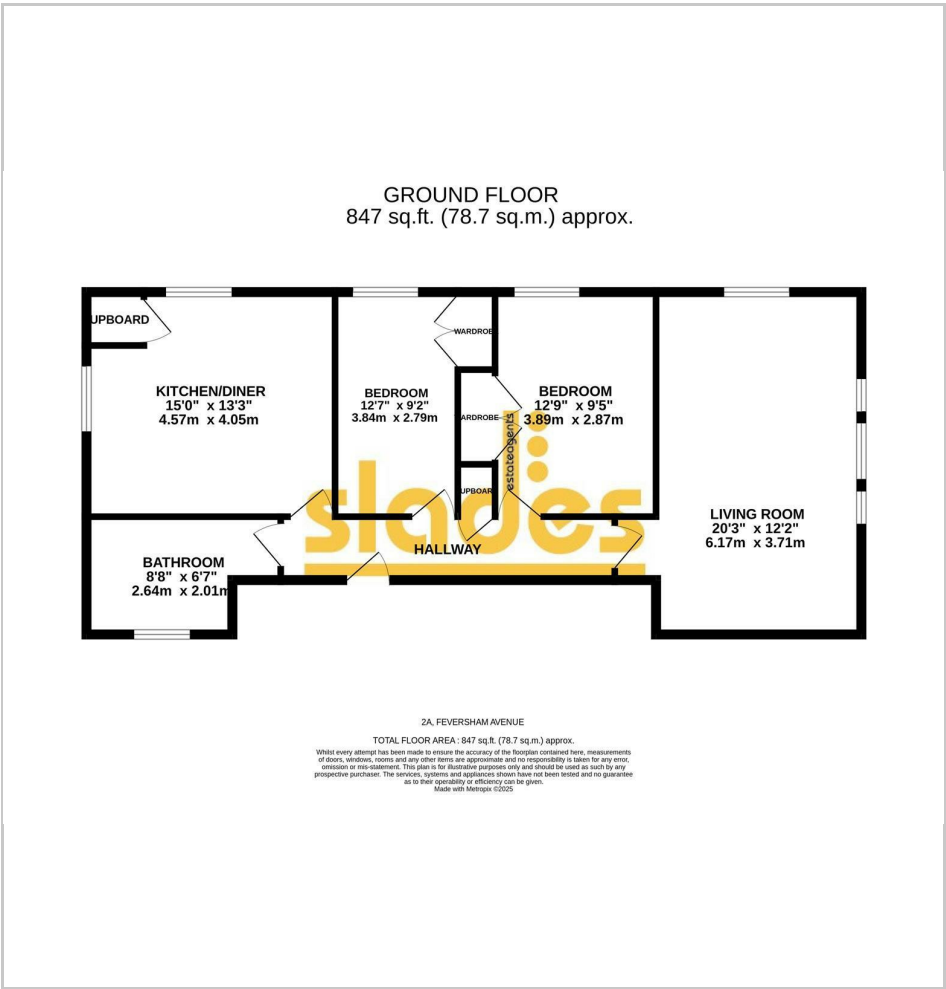 GROUND FLOOR
847 sq.ft. (78.7 sq.m.) approx.
UPBOARD
WARDROBE
KITCHEN/DINER
15'0" x 13'3"
4.57m x 4.05m
BEDROOM
12'7" x 9'2"
3.84m x 2.79m
ARDROBE
BEDROOM
12'9" x 9'5"
3.89m x 2.87m
estateagents
UPBOAR
slades
LIVING ROOM
20'3" x 12'2"
6.17m x 3.71m
HALLWAY
BATHROOM
8'8" x 6'7"
2.64m x 2.01m
2A, FEVERSHAM AVENUE
TOTAL FLOOR AREA : 847 sq.ft. (78.7 sq.m.) approx.
Whilst every attempt has been made to ensure the accuracy of the floorplan contained here, measurements
of doors, windows, rooms and any other items are approximate and no responsibility is taken for any error,
omission or mis-statement. This plan is for illustrative purposes only and should be used as such by any
prospective purchaser. The services, systems and appliances shown have not been tested and no guarantee
as to their operability or efficiency can be given.
Made with Metropix ©2025